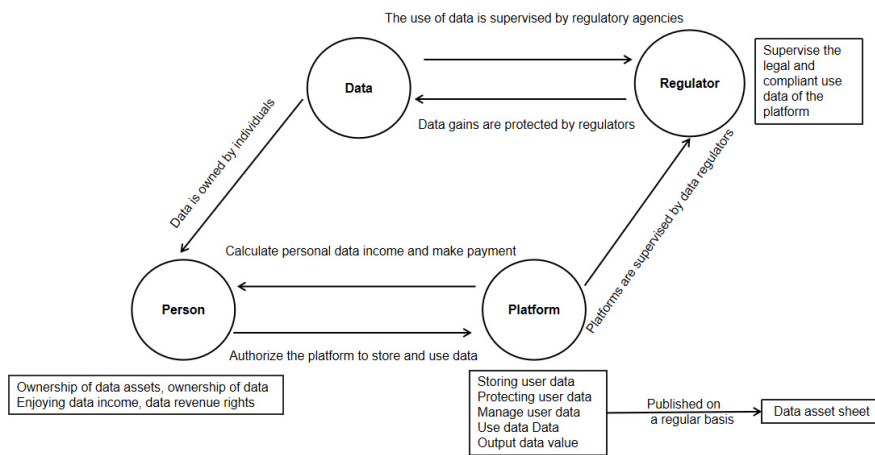 The use of data is supervised by regulatory agencies
Data
Regulator
Supervise the
legal and
compliant use
data of the
platform
Data gains are protected by regulators
Data is owned by individuals
Platforms are supervised by data regulators
Calculate personal data income and make payment
Person
Platform
Authorize the platform to store and use data
Ownership of data assets, ownership of data
Enjoying data income, data revenue rights
Storing user data
Protecting user data
Manage user data
Use data Data
Output data value
Published on
a regular basis
Data asset sheet